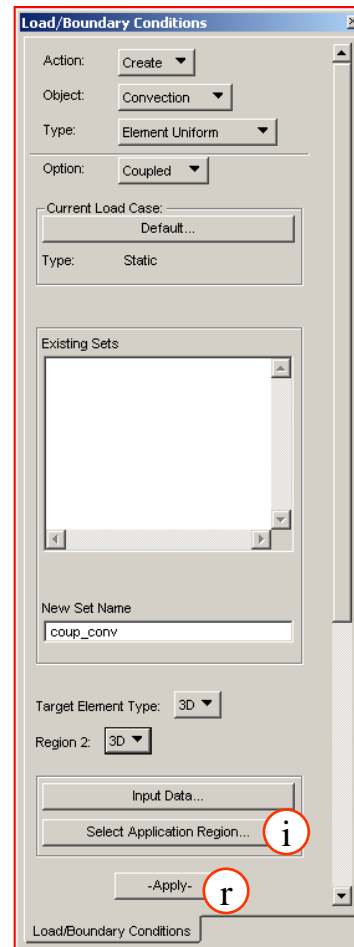 Load/Boundary Conditions
Action: Create
Object: Convection
Type: Element Uniform
Option: Coupled
Current Load Case:
Default...
Type: Static
Existing Sets
New Set Name
coup_conv
Target Element Type: 3D
Region 2: 3D
Input Data...
Select Application Region... i
-Apply- r
Load/Boundary Conditions